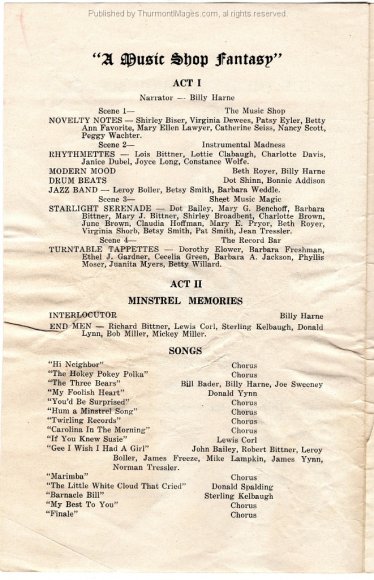 Published by ThurmontImages.com, all rights reserved.
"A Music Shop Fantasy"
ACT I
Narrator — Billy Harne
Scene 1— The Music Shop
NOVELTY NOTES — Shirley Biser, Virginia Dewees, Patsy Eyler, Betty
Ann Favorite, Mary Ellen Lawyer, Catherine Seiss, Nancy Scott,
Peggy Wachter.
Scene 2— Instrumental Madness
RHYTHMETTES — Lois Bittner, Lottie Clabaugh, Charlotte Davis,
Janice Dubel, Joyce Long, Constance Wolfe.
MODERN MOOD Beth Royer, Billy Harne
DRUM BEATS Dot Shinn, Bonnie Addison
JAZZ BAND — Leroy Boller, Betsy Smith, Barbara Weddle.
Scene 3— Sheet Music Magic
STARLIGHT SERENADE — Dot Bailey, Mary G. Benchoff, Barbara
Bittner, Mary J. Bittner, Shirley Broadhent, Charlotte Brown,
June Brown, Claudia Hoffman, Mary E. Pryor, Beth Royer,
Virginia Shorb, Betsy Smith, Pat Smith, Jean Tressler.
Scene 4— The Record Bar
TURNTABLE TAPPETTES — Dorothy Elower, Barbara Freshman,
Ethel J. Gardner, Cecelia Green, Barbara A. Jackson, Phyllis
Moser, Juanita Myers, Betty Willard.
ACT II
MINSTREL MEMORIES
INTERLOCUTOR Billy Harne
END MEN — Richard Bittner, Lewis Corl, Sterling Kelbaugh, Donald
Lynn, Bob Miller, Mickey Miller.
SONGS
"Hi Neighbor" Chorus
"The Hokey Pokey Polka" Chorus
"The Three Bears" Bill Bader, Billy Harne, Joe Sweeney
"My Foolish Heart" Donald Yynn
"You'd Be Surprised" Chorus
"Hum a Minstrel Song" Chorus
"Twirling Records" Chorus
"Carolina In The Morning" Chorus
"If You Knew Susie" Lewis Corl
"Gee I Wish I Had A Girl" John Bailey, Robert Bittner, Leroy
Boller, James Freeze, Mike Lampkin, James Yynn,
Norman Tressler.
"Marimba" Chorus
"The Little White Cloud That Cried" Donald Spalding
"Barnacle Bill" Sterling Kelbaugh
"My Best To You" Chorus
"Finale" Chorus